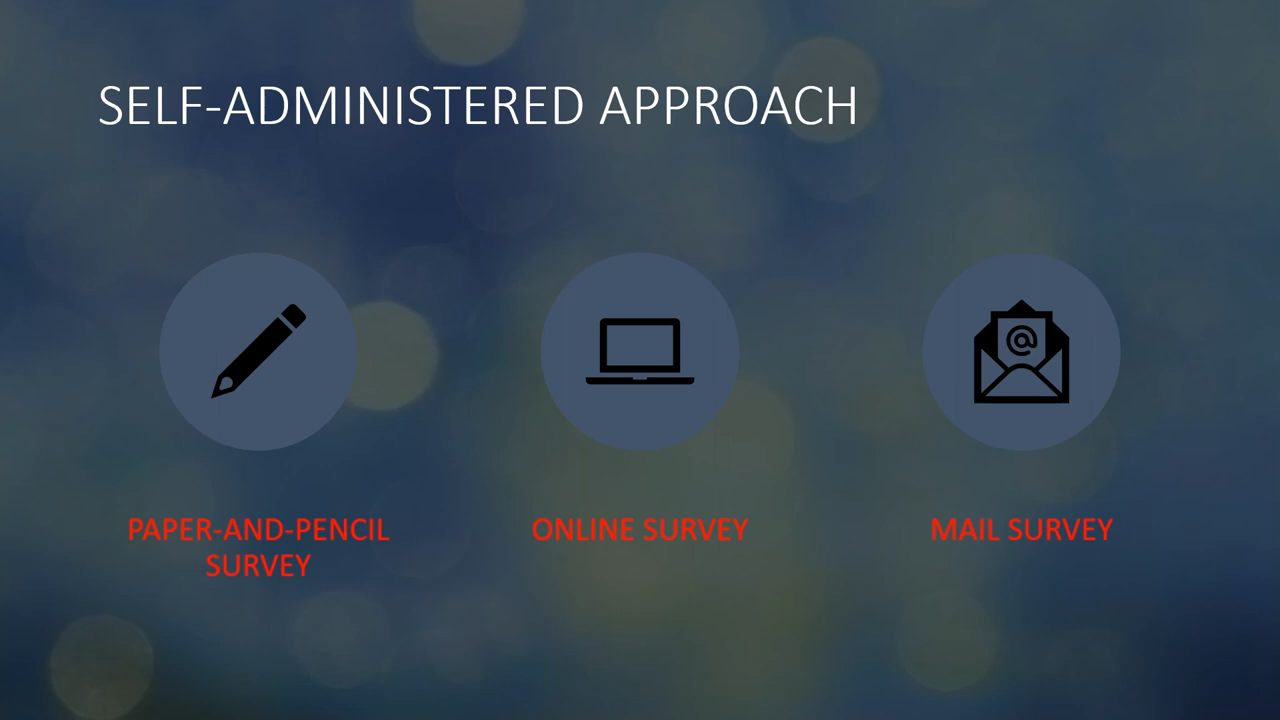 SELF-ADMINISTERED APPROACH
@
PAPER-AND-PENCIL
SURVEY
ONLINE SURVEY
MAIL SURVEY